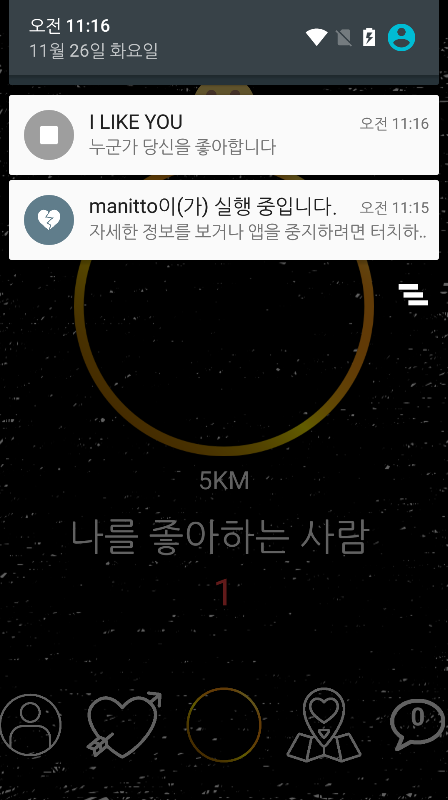 오전 11:16
11월 26일 화요일
I LIKE YOU 오전 11:16
누군가 당신을 좋아합니다
manitto이(가) 실행 중입니다. 오전 11:15
자세한 정보를 보거나 앱을 중지하려면 터치하..
5KM
나를 좋아하는 사람
1
0